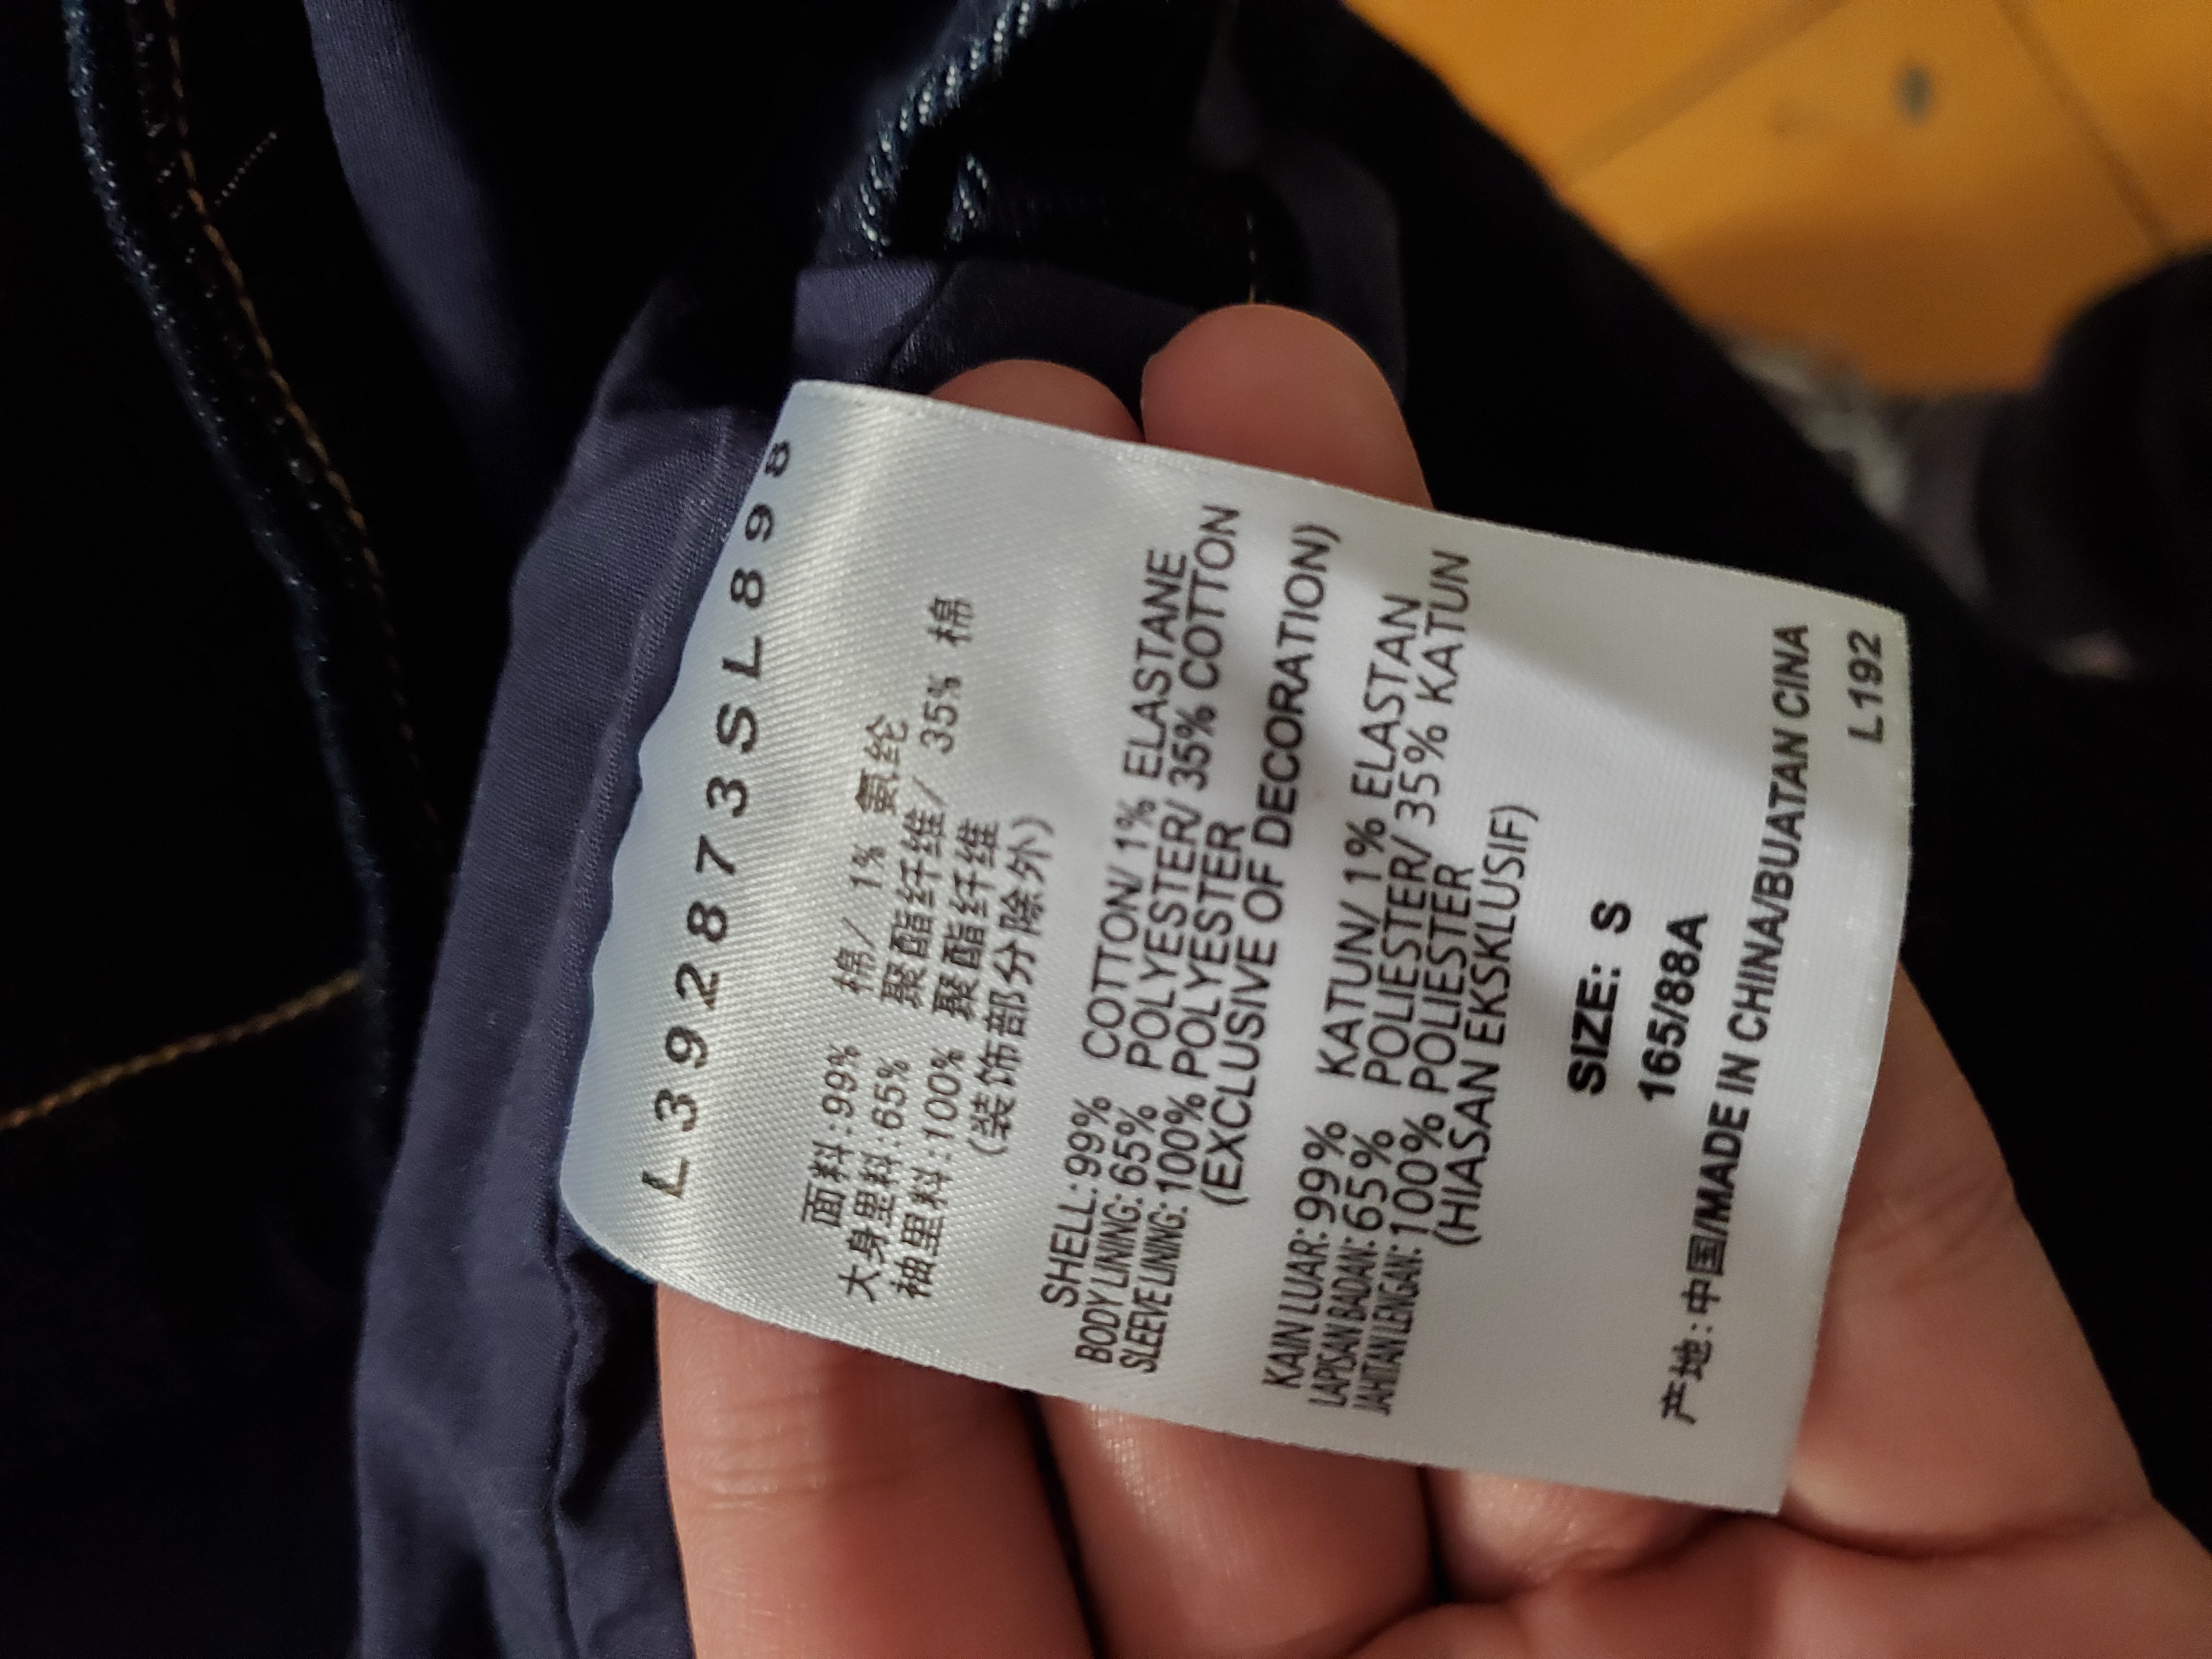 L392873SL898
面料:99% 棉/ 1% 氨纶
大身里料:65% 聚酯纤维/ 35% 棉
袖里料:100% 聚酯纤维
(装饰部分除外)
SHELL:99% COTTON/ 1% ELASTANE
BODY LINING: 65% POLYESTER/ 35% COTTON
SLEEVE LINING: 100% POLYESTER
(EXCLUSIVE OF DECORATION)
KAIN LUAR:99% KATUN/ 1% ELASTAN
LAPISAN BADAN: 65% POLIESTER/ 35% KATUN
JAHITAN LENGAN: 100% POLIESTER
(HIASAN EKSKLUSIF)
SIZE: S
165/88A
产地:中国/MADE IN CHINA/BUATAN CINA
L192